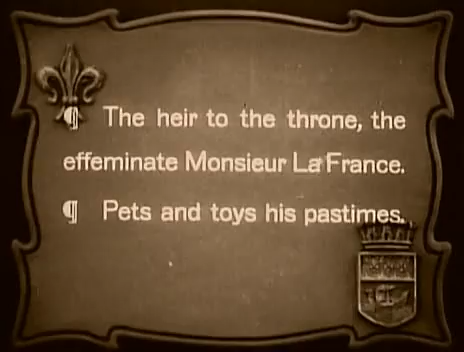 ¶ The heir to the throne, the
effeminate Monsieur La France.
¶ Pets and toys his pastimes.